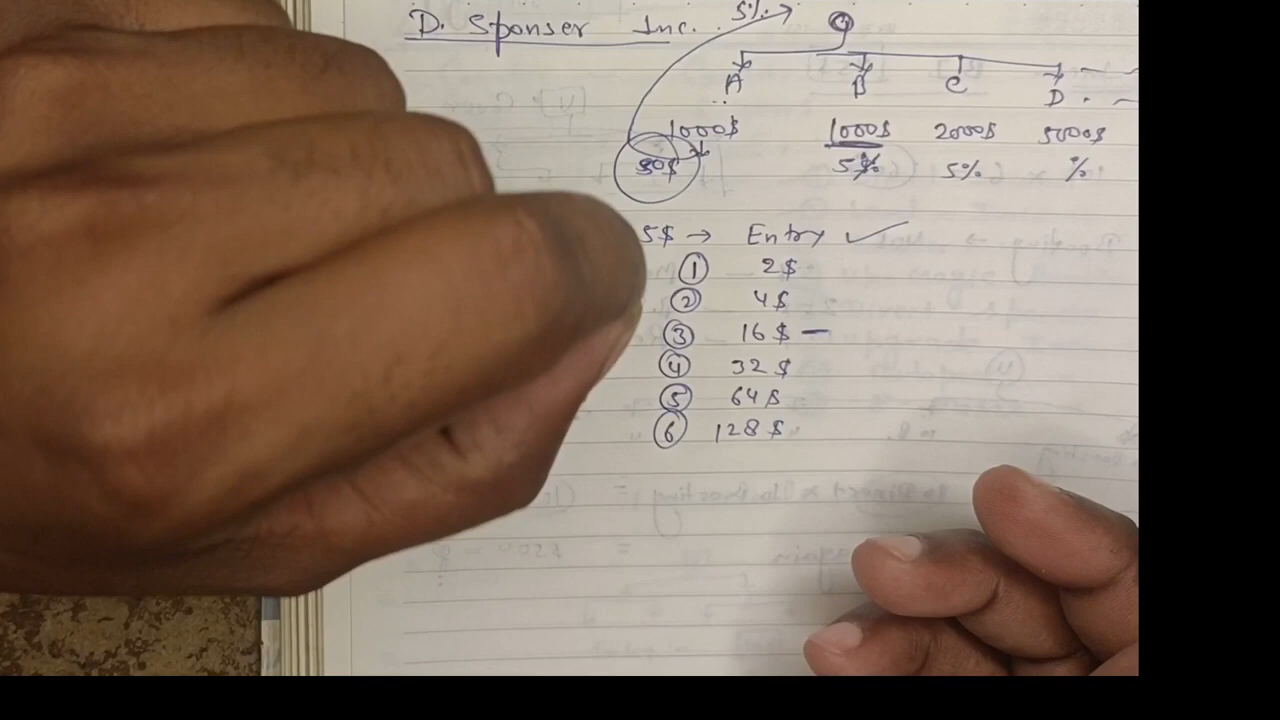 D. Sponser Inc. 5%
A B C D
1000$ 1000$ 2000$ 5000$
50$ 5% 5% %
5$ → Entry ✓
① 2$
② 4$
③ 16$ —
④ 32$
⑤ 64$
⑥ 128$